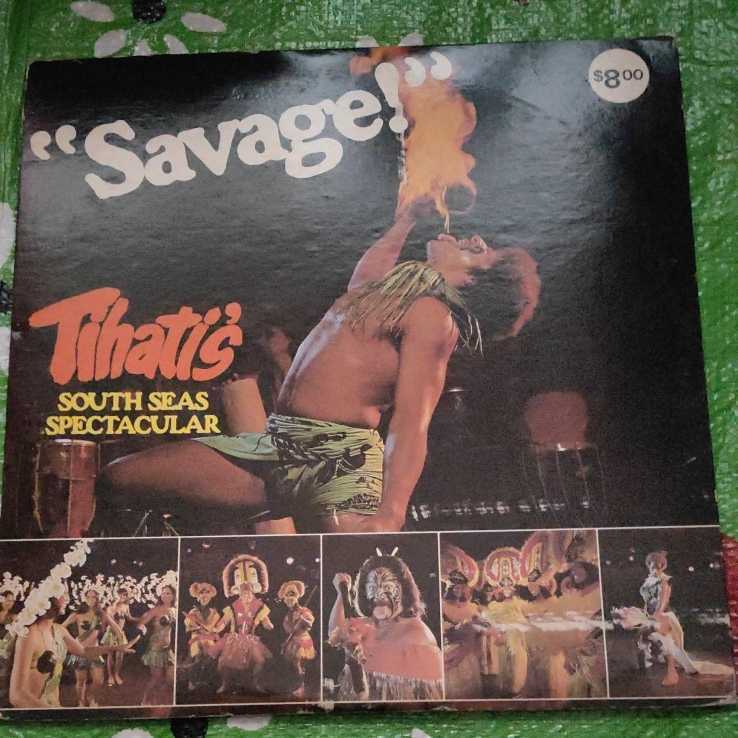 “Savage!”
$8.00
Tihati's
SOUTH SEAS
SPECTACULAR